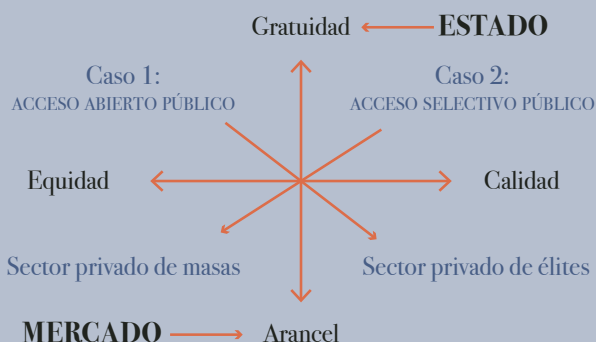 Gratuidad ESTADO
Caso 1: Caso 2:
ACCESO ABIERTO PÚBLICO ACCESO SELECTIVO PÚBLICO
Equidad Calidad
Sector privado de masas Sector privado de élites
MERCADO Arancel